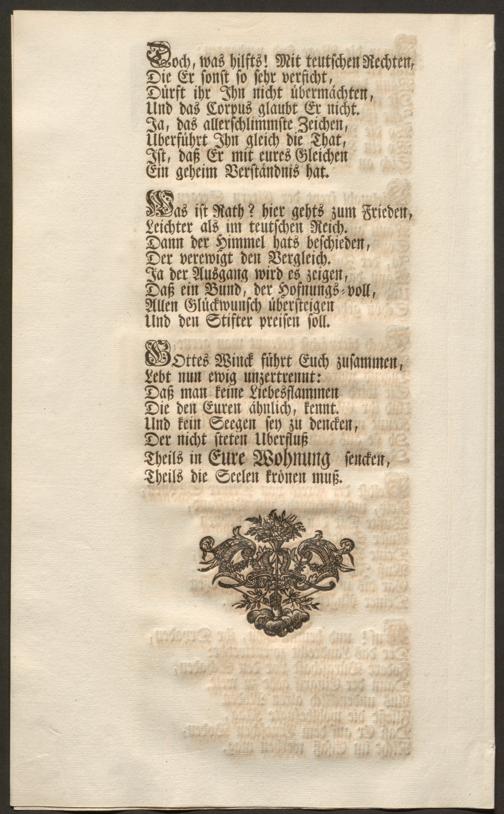 Doch, was hilfts! Mit teutschen Rechten,
Die Er sonst so sehr verficht,
Dürft ihr Ihn nicht übermächten,
Und das Corpus glaubt Er nicht.
Ja, das allerschlimmste Zeichen,
Uberführt Ihn gleich die That,
Ist, daß Er mit eures Gleichen
Ein geheim Verständnis hat.
Was ist Rath? hier gehts zum Frieden,
Leichter als im teutschen Reich.
Dann der Himmel hats beschieden,
Der verewigt den Vergleich.
Ja der Ausgang wird es zeigen,
Daß ein Bund, der Hofnungs-voll,
Allen Glückwunsch übersteigen
Und den Stifter preisen soll.
GOttes Winck führt Euch zusammen,
Lebt nun ewig unzertrennt:
Daß man keine Liebesflammen
Die den Euren ähnlich, kennt.
Und kein Seegen sey zu dencken,
Der nicht steten Uberfluß
Theils in Eure Wohnung sencken,
Theils die Seelen krönen muß.